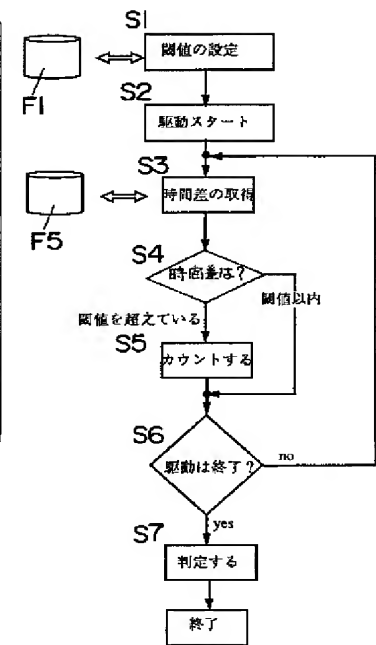 S1
閾値の設定
F1
S2
駆動スタート
S3
時間差の取得
F5
S4
時間差は?
閾値以内
閾値を超えている
S5
カウントする
S6
駆動は終了?
no
yes
S7
判定する
終了